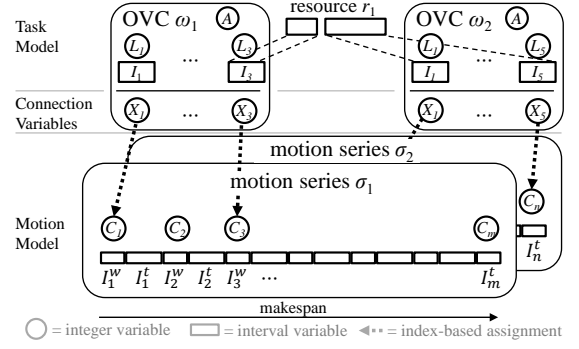 Task Model
OVC ω₁ A
resource r₁
OVC ω₂ A
L₁ L₃ L₁ L₅
... ...
I₁ I₃ I₁ I₅
Connection Variables
X₁ ... X₃ X₁ ... X₅
motion series σ₂
motion series σ₁
Motion Model
C₁ C₂ C₃ Cₘ Cₙ
I₁ʷ I₁ᵗ I₂ʷ I₂ᵗ I₃ʷ ... Iₘᵗ Iₙᵗ
makespan
= integer variable = interval variable = index-based assignment